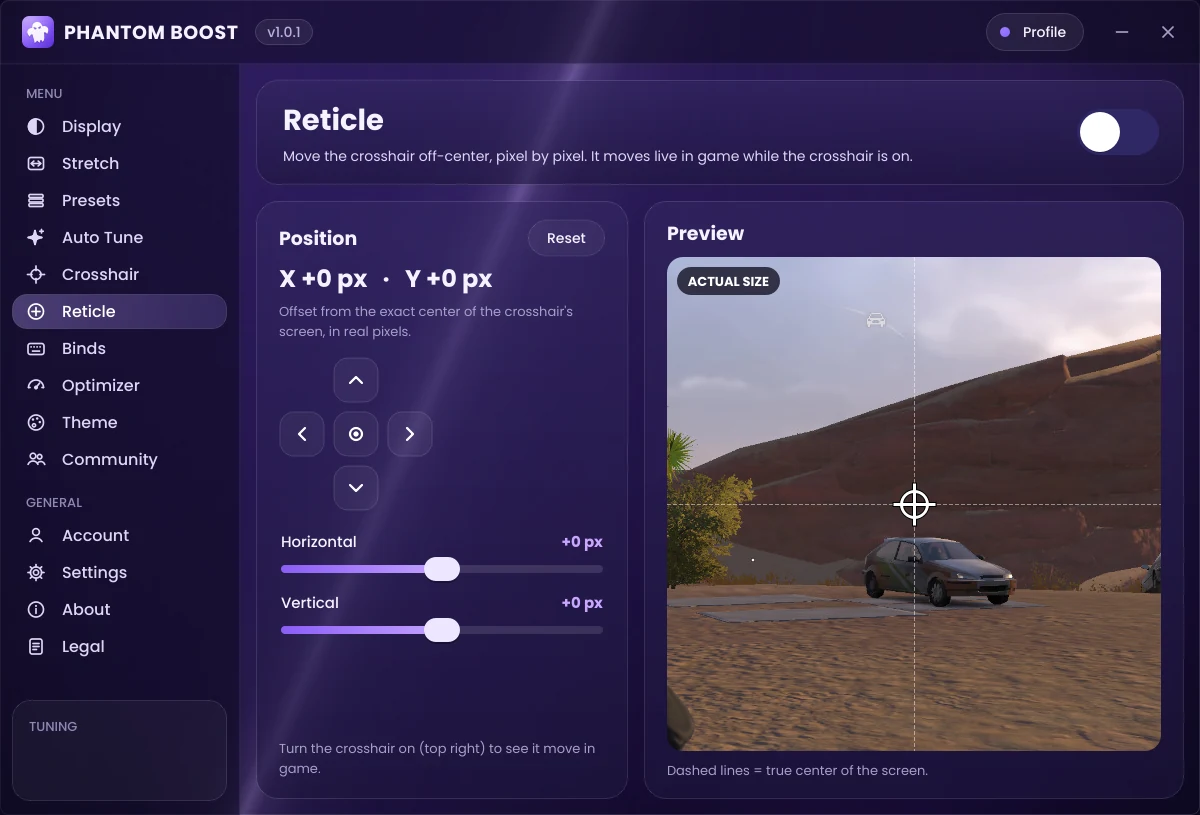 PHANTOM BOOST
v1.0.1
Profile
MENU
Display
Stretch
Presets
Auto Tune
Crosshair
Reticle
Binds
Optimizer
Theme
Community
GENERAL
Account
Settings
About
Legal
TUNING
Reticle
Move the crosshair off-center, pixel by pixel. It moves live in game while the crosshair is on.
Position
Reset
X +0 px · Y +0 px
Offset from the exact center of the crosshair's
screen, in real pixels.
Horizontal
+0 px
Vertical
+0 px
Turn the crosshair on (top right) to see it move in
game.
Preview
ACTUAL SIZE
Dashed lines = true center of the screen.